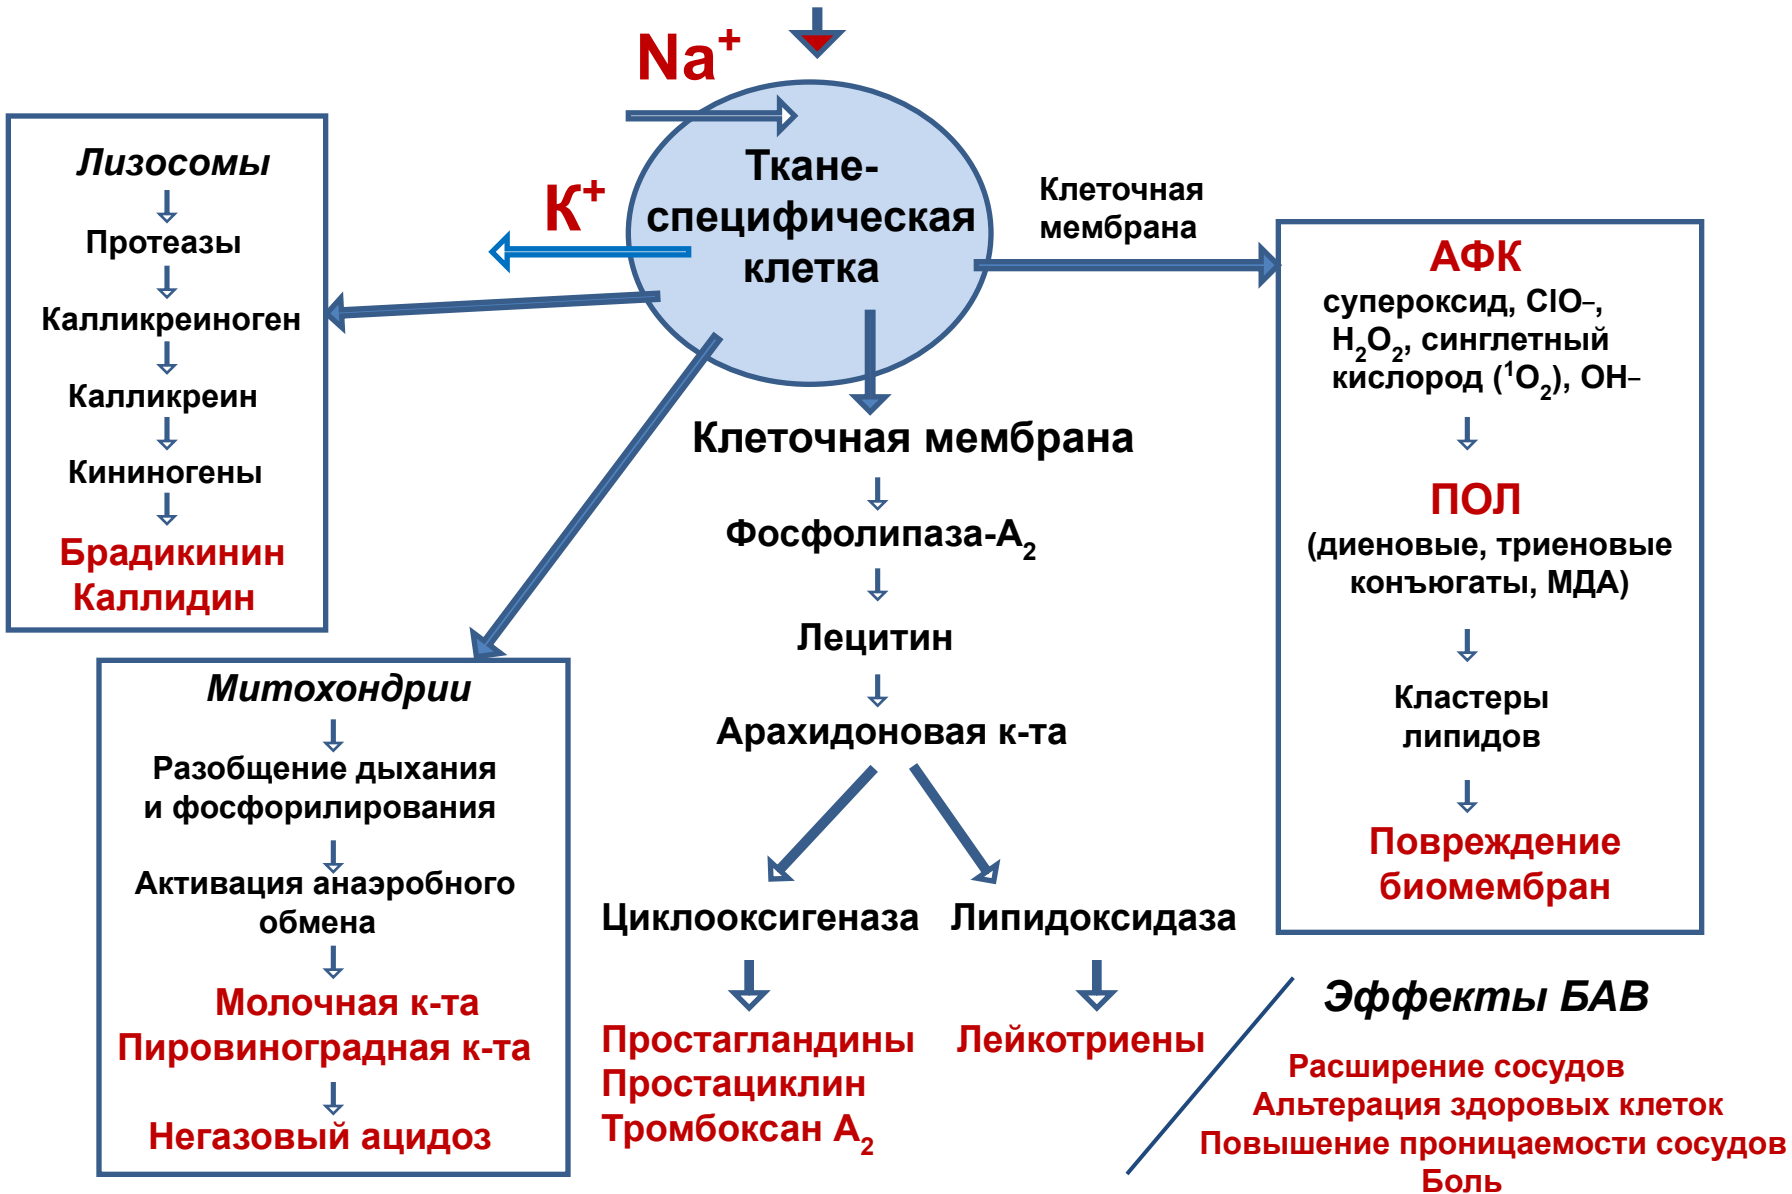 Na⁺
К⁺
Ткане-
специфическая
клетка
Клеточная
мембрана
Лизосомы
Протеазы
Калликреиноген
Калликреин
Кининогены
Брадикинин
Каллидин
Митохондрии
Разобщение дыхания
и фосфорилирования
Активация анаэробного
обмена
Молочная к-та
Пировиноградная к-та
Негазовый ацидоз
Клеточная мембрана
Фосфолипаза-А₂
Лецитин
Арахидоновая к-та
Циклооксигеназа
Липидоксидаза
Простагландины
Простациклин
Тромбоксан А₂
Лейкотриены
АФК
супероксид, ClO–,
H₂O₂, синглетный
кислород (¹O₂), OH–
ПОЛ
(диеновые, триеновые
конъюгаты, МДА)
Кластеры
липидов
Повреждение
биомембран
Эффекты БАВ
Расширение сосудов
Альтерация здоровых клеток
Повышение проницаемости сосудов
Боль